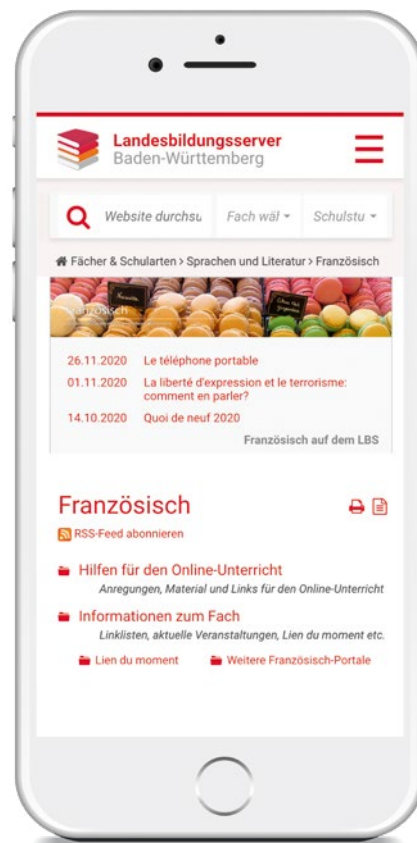 Landesbildungsserver
Baden-Württemberg
Website durchsu
Fach wäl
Schulstu
Fächer & Schularten > Sprachen und Literatur > Französisch
Französisch
26.11.2020 Le téléphone portable
01.11.2020 La liberté d'expression et le terrorisme:
comment en parler?
14.10.2020 Quoi de neuf 2020
Französisch auf dem LBS
Französisch
RSS-Feed abonnieren
Hilfen für den Online-Unterricht
Anregungen, Material und Links für den Online-Unterricht
Informationen zum Fach
Linklisten, aktuelle Veranstaltungen, Lien du moment etc.
Lien du moment
Weitere Französisch-Portale